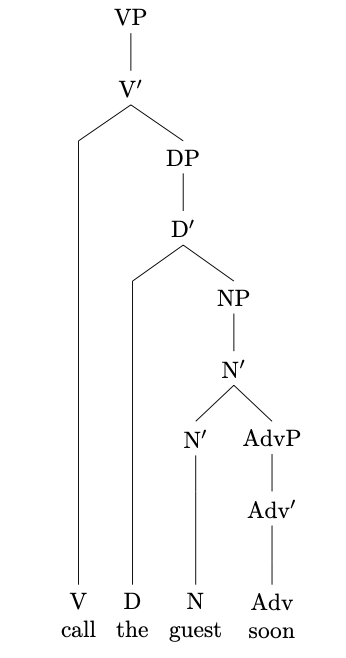 VP
V′
DP
D′
NP
N′
N′ AdvP
Adv′
V D N Adv
call the guest soon